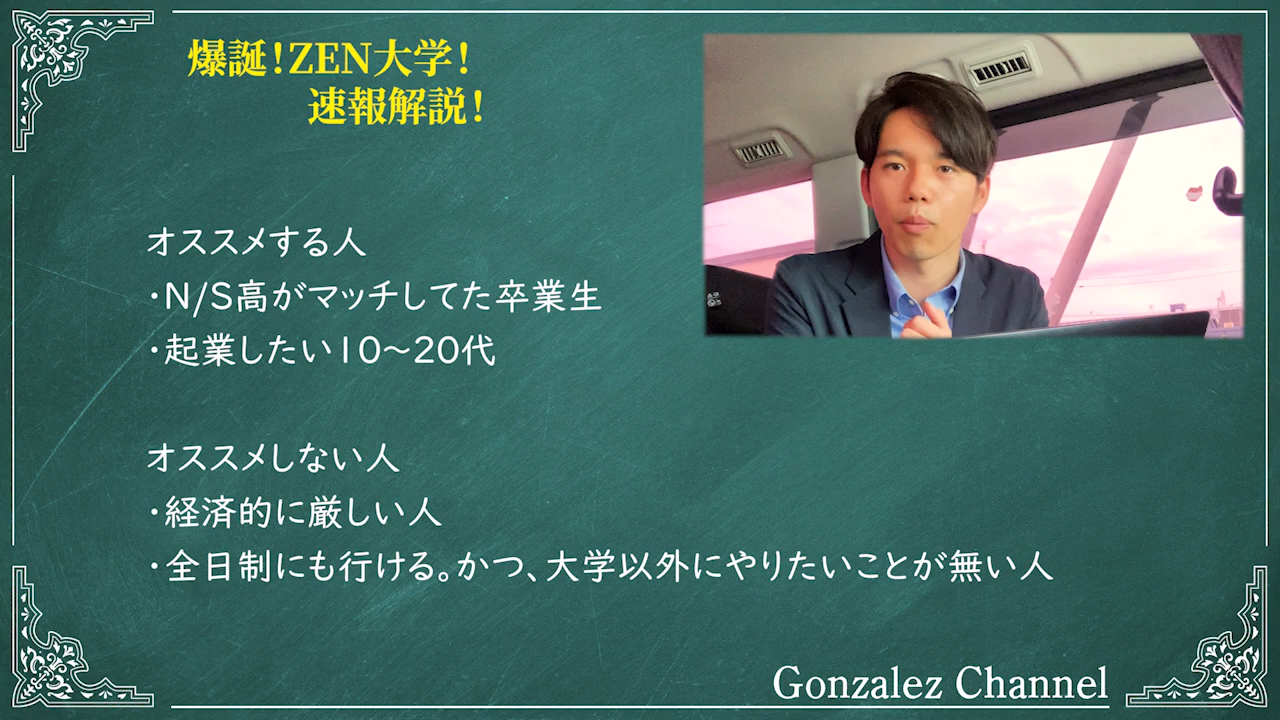 爆誕!ZEN大学!
速報解説!
オススメする人
・N/S高がマッチしてた卒業生
・起業したい10～20代
オススメしない人
・経済的に厳しい人
・全日制にも行ける。かつ、大学以外にやりたいことが無い人
Gonzalez Channel